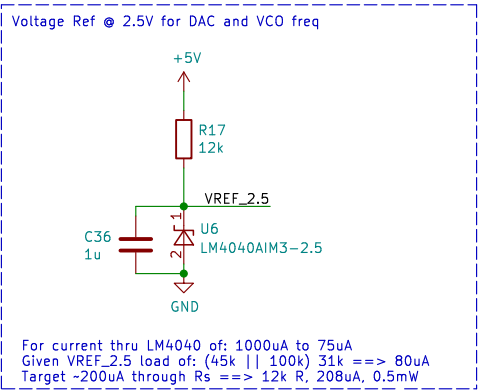 Voltage Ref @ 2.5V for DAC and VCO freq
+5V
R17
12k
VREF_2.5
1
U6
C36
LM4040AIM3-2.5
1u
2
GND
For current thru LM4040 of: 1000uA to 75uA
Given VREF_2.5 load of: (45k || 100k) 31k ==> 80uA
Target ~200uA through Rs ==> 12k R, 208uA, 0.5mW